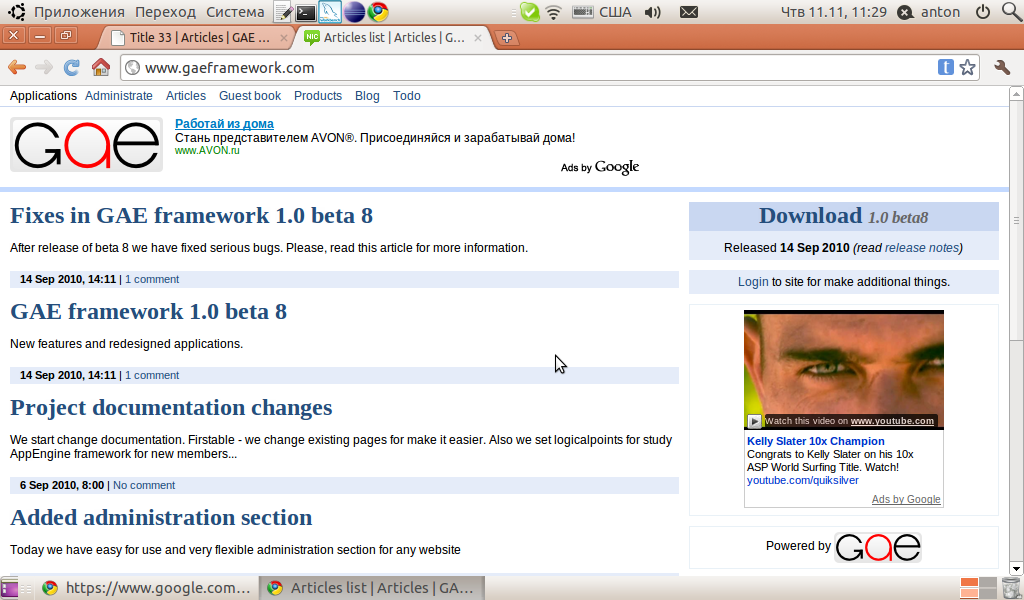 Приложения Переход Система США Чтв 11.11, 11:29 anton
Title 33 | Articles | GAE ... Articles list | Articles | G...
www.gaeframework.com
Applications Administrate Articles Guest book Products Blog Todo
Gae
Работай из дома
Стань представителем AVON®. Присоединяйся и зарабатывай дома!
www.AVON.ru
Ads by Google
Fixes in GAE framework 1.0 beta 8
After release of beta 8 we have fixed serious bugs. Please, read this article for more information.
14 Sep 2010, 14:11 | 1 comment
GAE framework 1.0 beta 8
New features and redesigned applications.
14 Sep 2010, 14:11 | 1 comment
Project documentation changes
We start change documentation. Firstable - we change existing pages for make it easier. Also we set logicalpoints for study
AppEngine framework for new members...
6 Sep 2010, 8:00 | No comment
Added administration section
Today we have easy for use and very flexible administration section for any website
Download 1.0 beta8
Released 14 Sep 2010 (read release notes)
Login to site for make additional things.
Watch this video on www.youtube.com
Kelly Slater 10x Champion
Congrats to Kelly Slater on his 10x
ASP World Surfing Title. Watch!
youtube.com/quiksilver
Ads by Google
Powered by Gae
https://www.google.com... Articles list | Articles | GA...